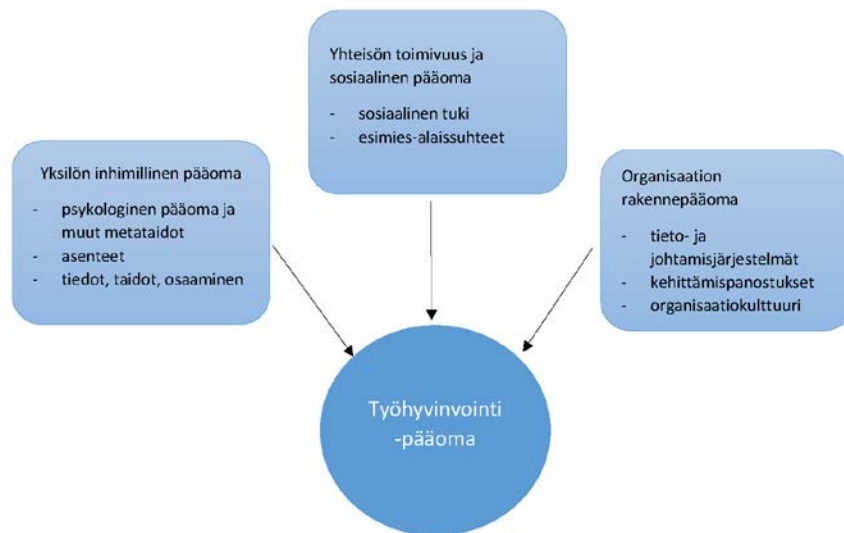 Yhteisön toimivuus ja
sosiaalinen pääoma
- sosiaalinen tuki
- esimies-alaissuhteet
Yksilön inhimillinen pääoma
- psykologinen pääoma ja
muut metataidot
- asenteet
- tiedot, taidot, osaaminen
Organisaation
rakennepääoma
- tieto- ja
johtamisjärjestelmät
- kehittämispanostukset
- organisaatiokulttuuri
Työhyvinvointi
-pääoma